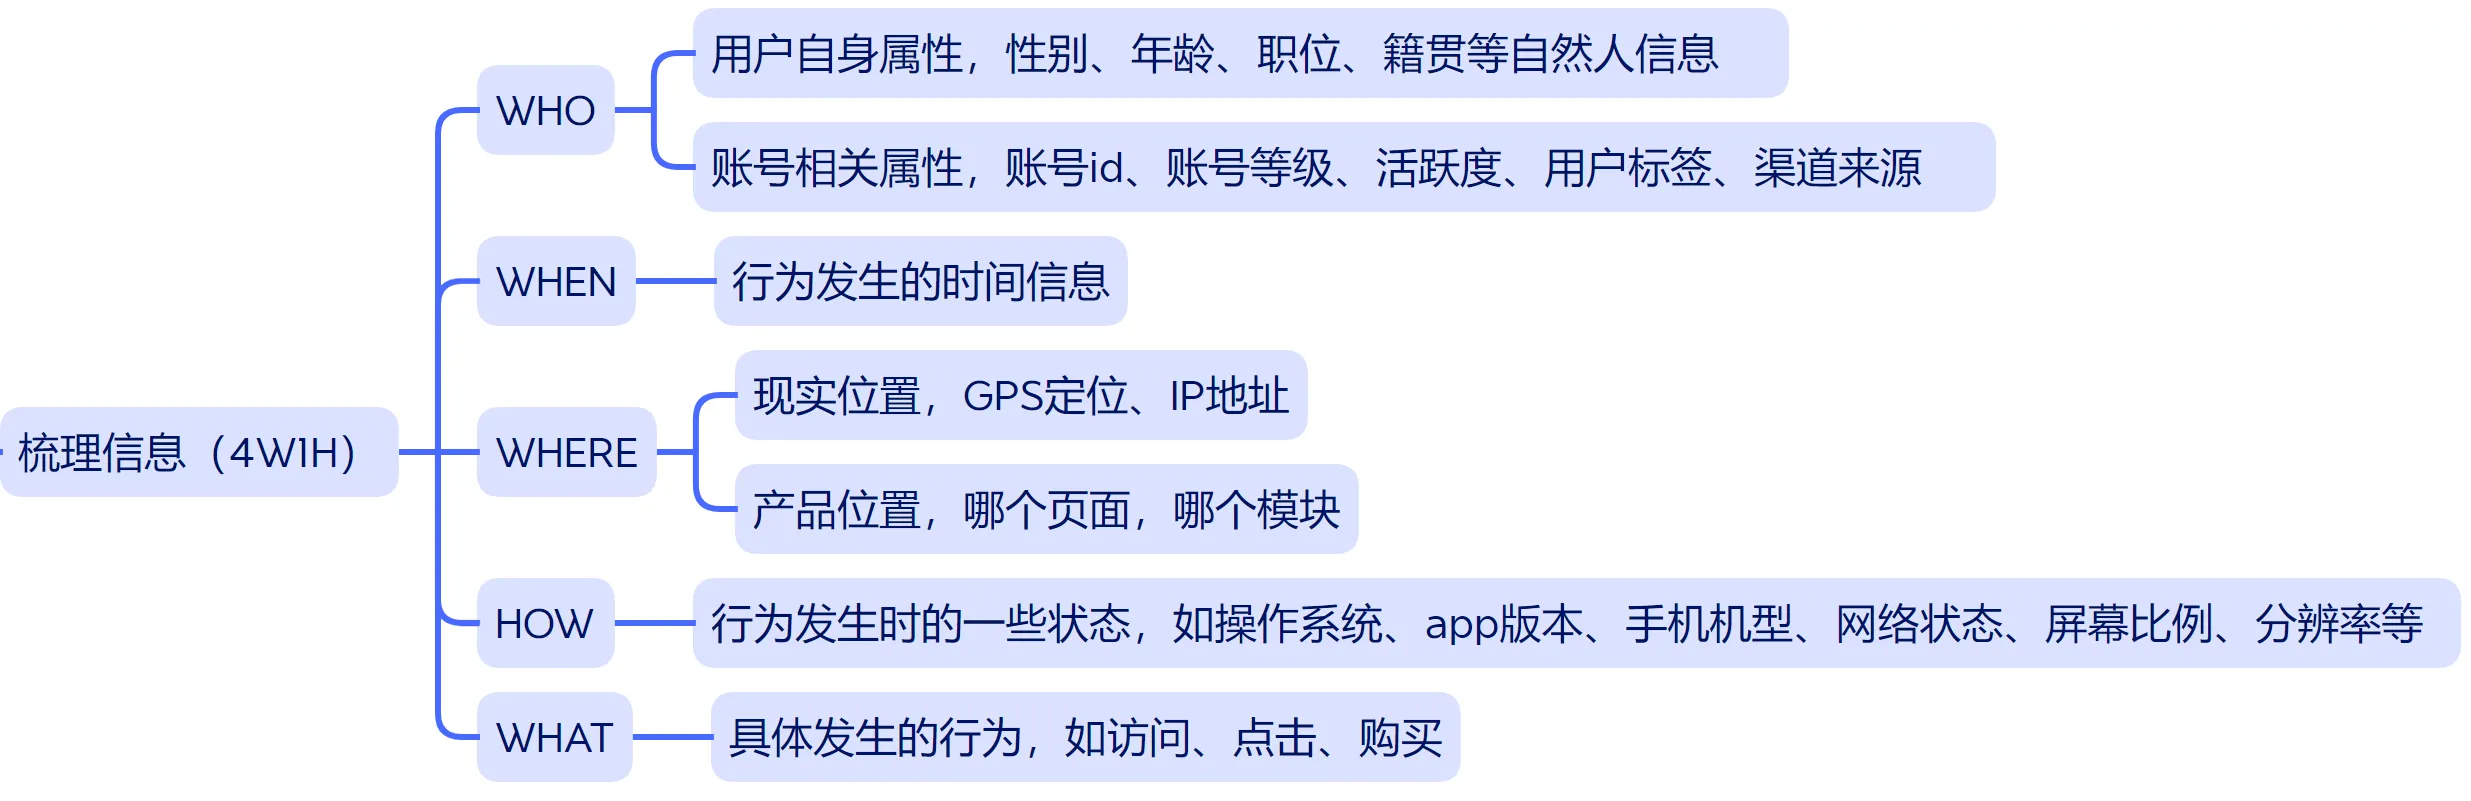 WHO
用户自身属性，性别、年龄、职位、籍贯等自然人信息
账号相关属性，账号id、账号等级、活跃度、用户标签、渠道来源
WHEN
行为发生的时间信息
梳理信息（4W1H）
WHERE
现实位置，GPS定位、IP地址
产品位置，哪个页面，哪个模块
HOW
行为发生时的一些状态，如操作系统、app版本、手机机型、网络状态、屏幕比例、分辨率等
WHAT
具体发生的行为，如访问、点击、购买